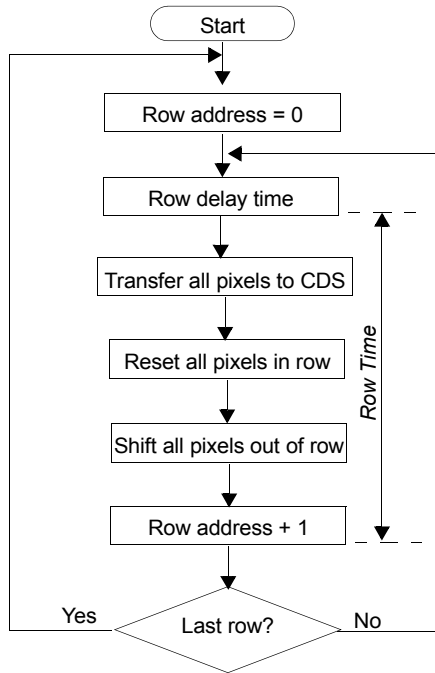 Start
Row address = 0
Row delay time
Transfer all pixels to CDS
Reset all pixels in row
Shift all pixels out of row
Row address + 1
Row Time
Last row?
Yes
No